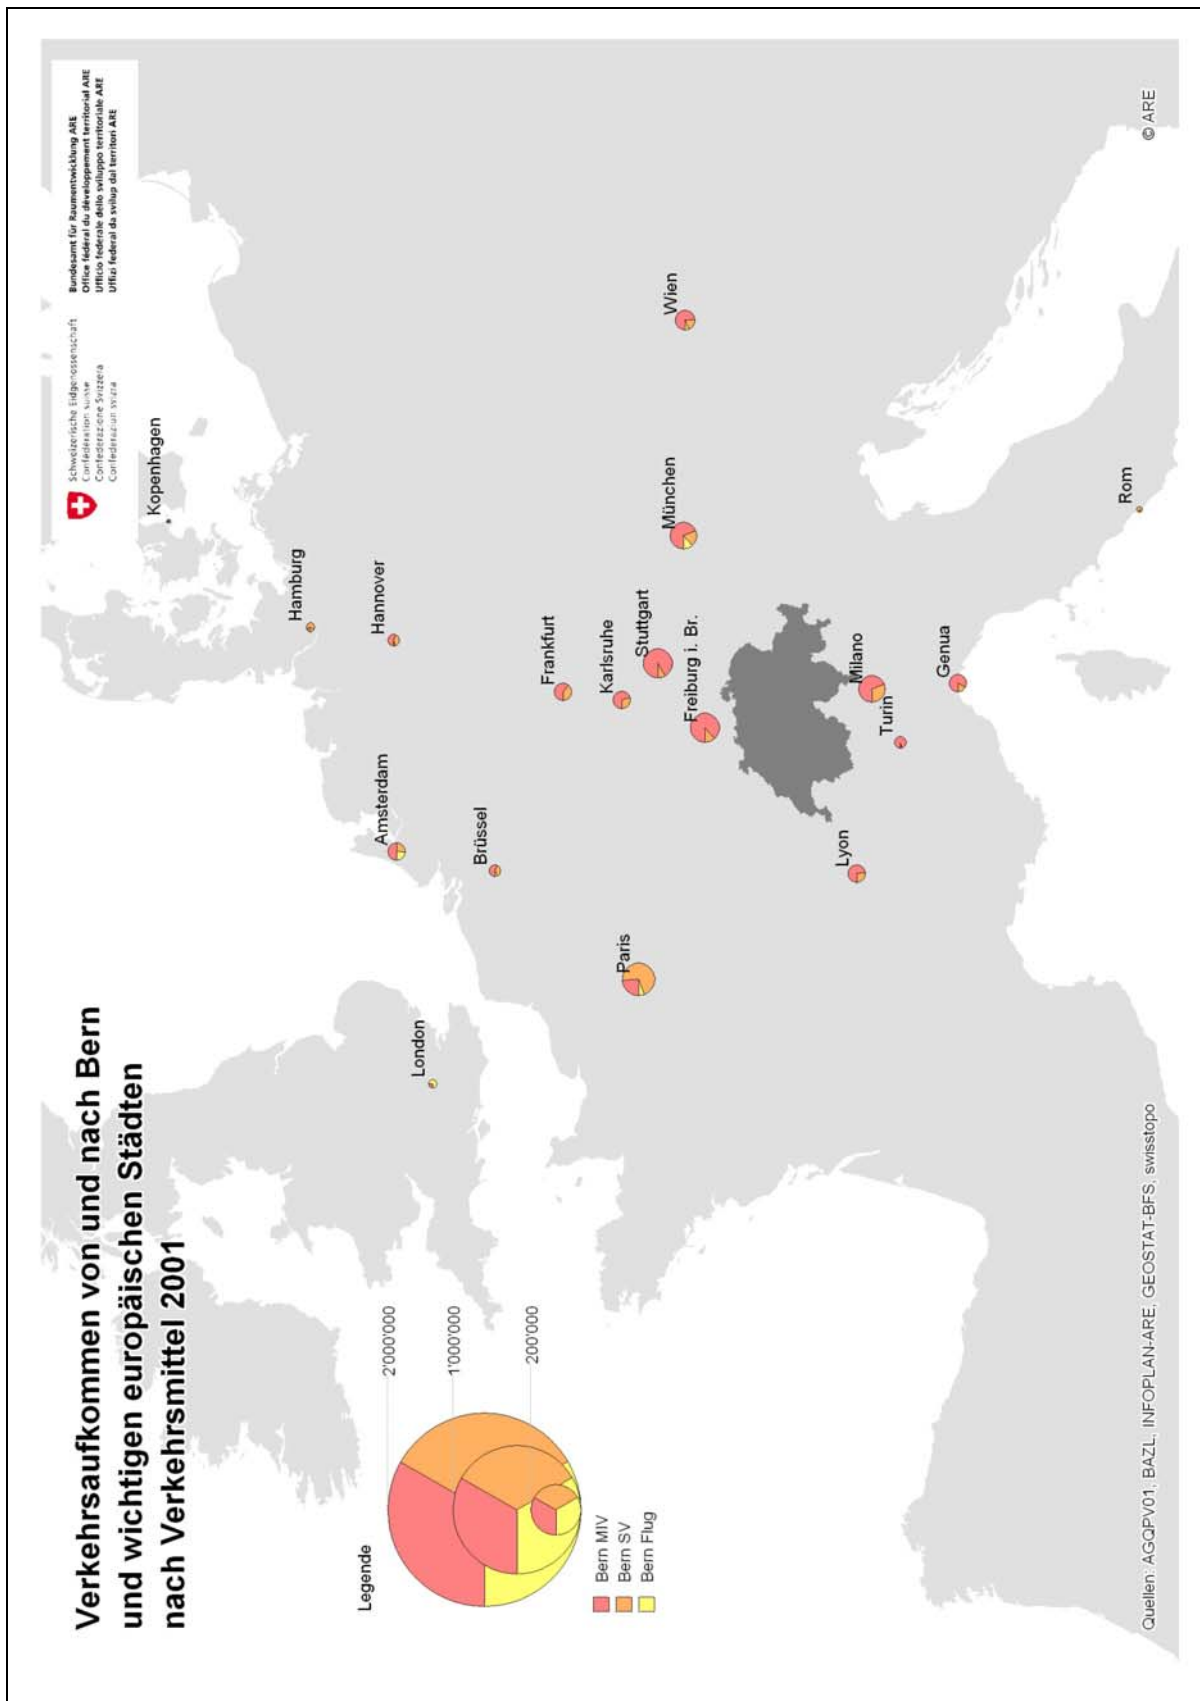 Verkehrsaufkommen von und nach Bern
und wichtigen europäischen Städten
nach Verkehrsmittel 2001
Schweizerische Eidgenossenschaft
Confédération suisse
Confederazione Svizzera
Confederaziun svizra
Bundesamt für Raumentwicklung ARE
Office fédéral du développement territorial ARE
Ufficio federale dello sviluppo territoriale ARE
Uffizi federal da svilup dal territori ARE
Kopenhagen
Hamburg
Hannover
Amsterdam
London
Brüssel
Frankfurt
Karlsruhe
Paris
Stuttgart
Wien
München
Freiburg i. Br.
Lyon
Milano
Turin
Genua
Rom
Legende
2'000'000
1'000'000
200'000
Bern MIV
Bern SV
Bern Flug
Quellen: AGQPV01, BAZL, INFOPLAN-ARE, GEOSTAT-BFS, swisstopo
© ARE